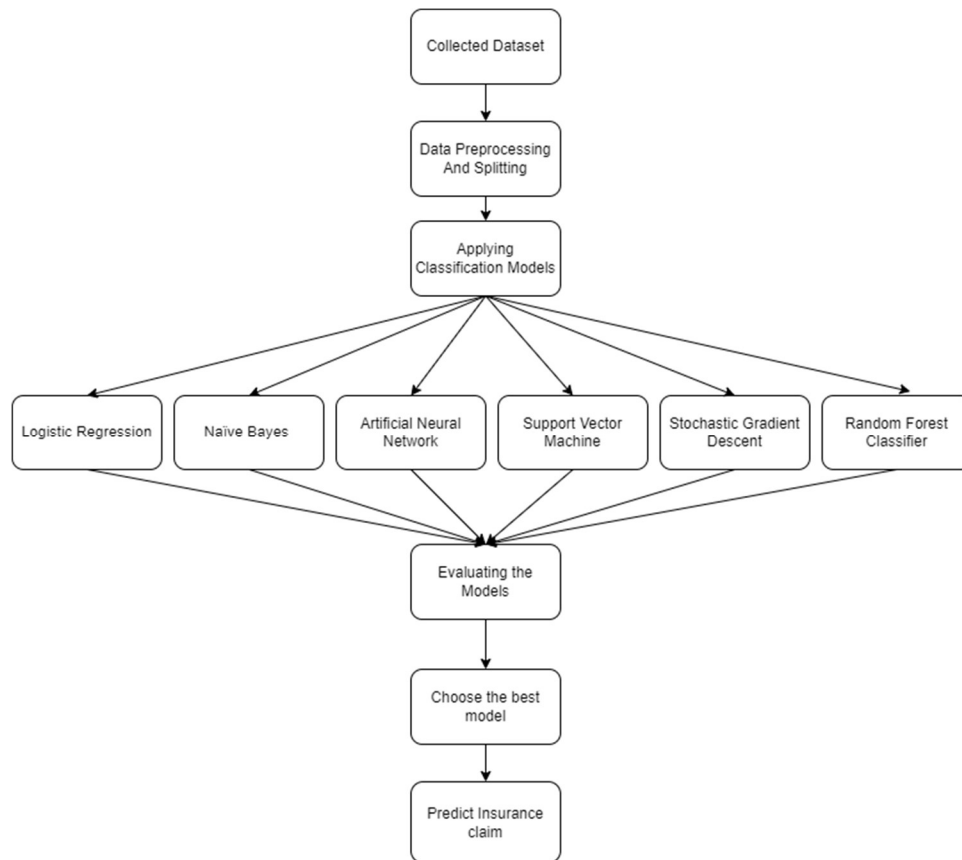 Collected Dataset
Data Preprocessing
And Splitting
Applying
Classification Models
Logistic Regression
Naïve Bayes
Artificial Neural
Network
Support Vector
Machine
Stochastic Gradient
Descent
Random Forest
Classifier
Evaluating the
Models
Choose the best
model
Predict Insurance
claim